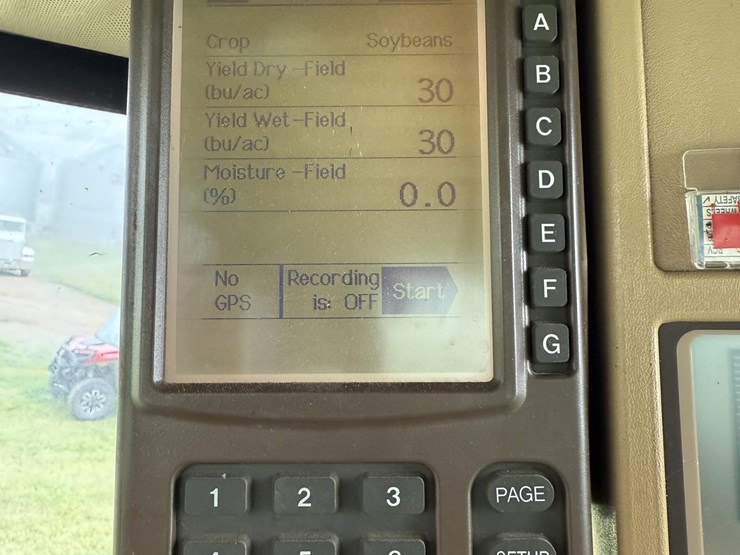 Crop Soybeans
Yield Dry -Field
(bu/ac) 30
Yield Wet -Field
(bu/ac) 30
Moisture -Field
(%) 0.0
No
GPS
Recording
is: OFF
Start
A
B
C
D
E
F
G
1 2 3 PAGE
SETUP